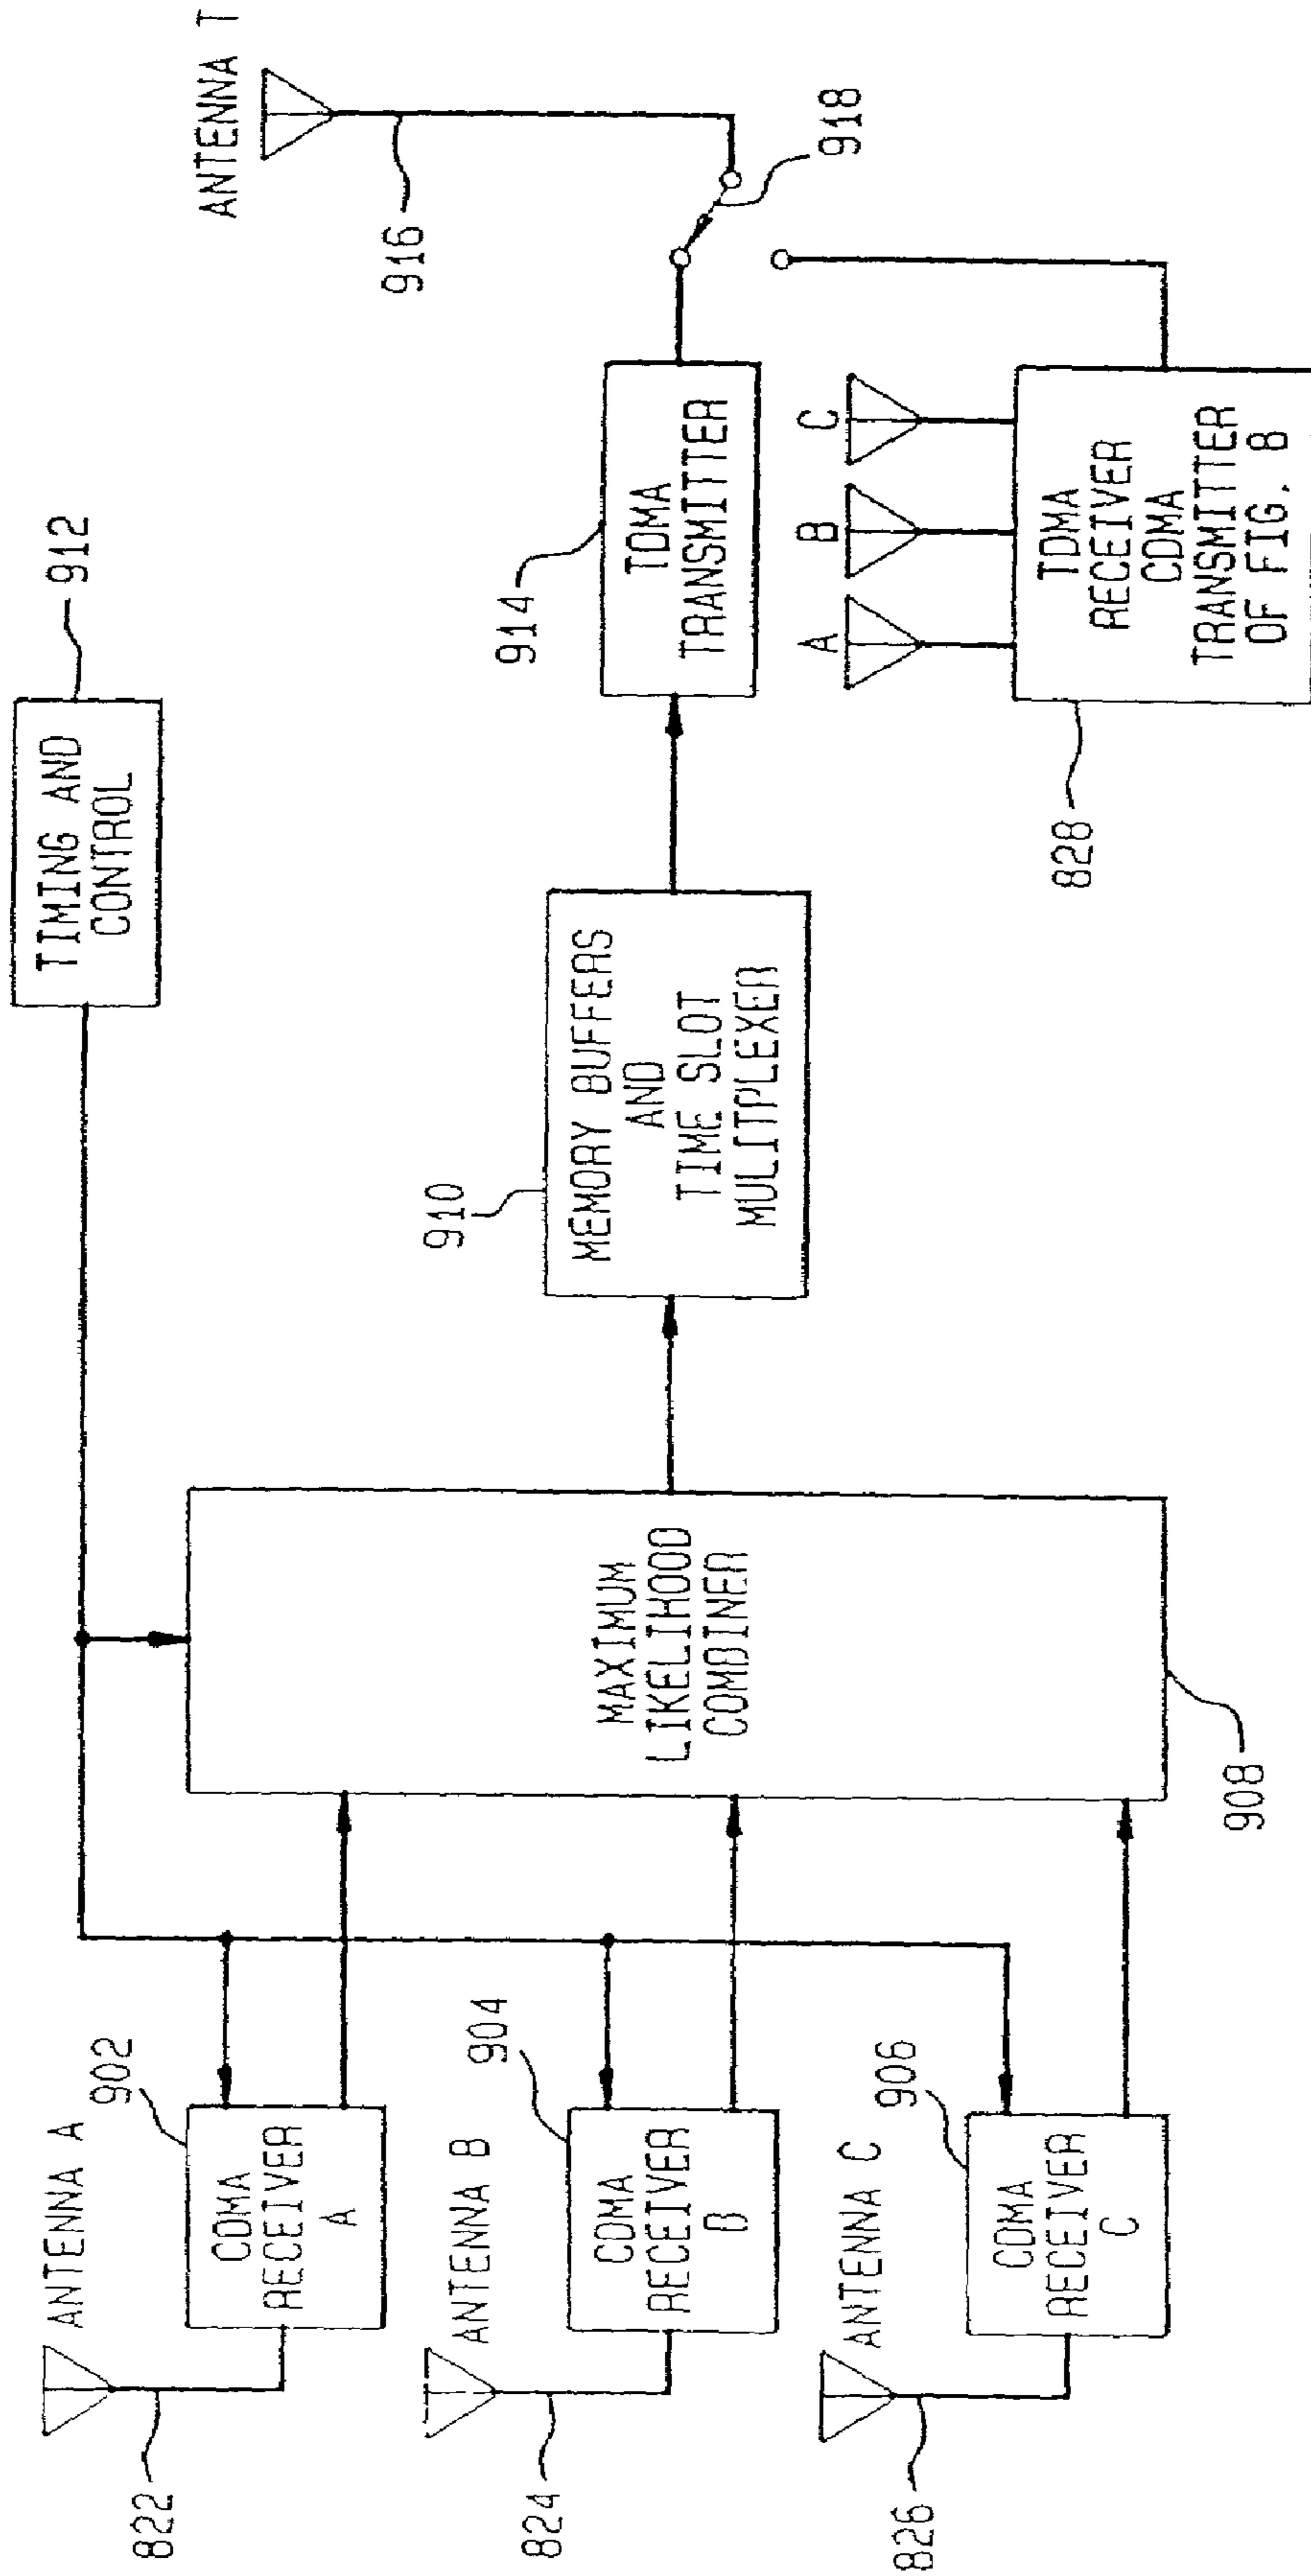 TIMING AND
CONTROL
912
ANTENNA T
916
918
ANTENNA A
822
902
CDMA
RECEIVER
A
ANTENNA B
824
904
CDMA
RECEIVER
B
ANTENNA C
826
906
CDMA
RECEIVER
C
MAXIMUM
LIKELIHOOD
COMBINER
908
910
MEMORY BUFFERS
AND
TIME SLOT
MULITPLEXER
914
TDMA
TRANSMITTER
A
B
C
TDMA
RECEIVER
CDMA
TRANSMITTER
OF FIG. 8
828